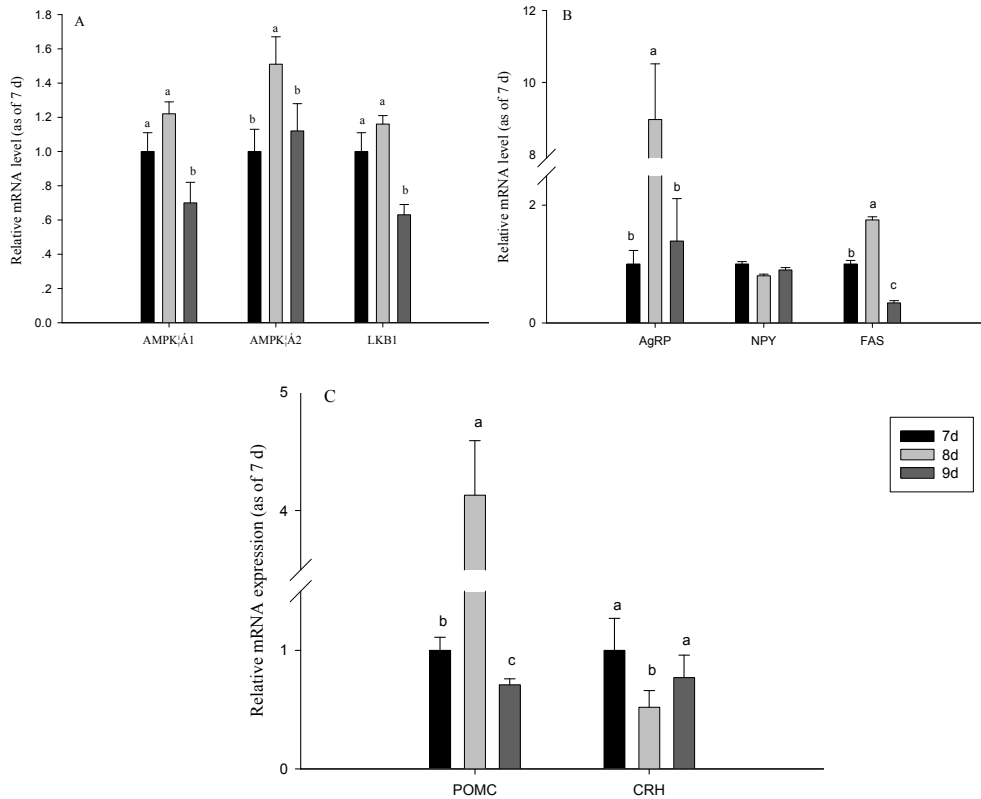 A
Relative mRNA level (as of 7 d)
1.8
1.6
1.4
1.2
1.0
.8
.6
.4
.2
0.0
a
a
b
b
a
b
a
a
b
AMPK¦Á1
AMPK¦Á2
LKB1
B
Relative mRNA level (as of 7 d)
12
10
8
2
0
b
a
b
b
a
c
AgRP
NPY
FAS
C
Relative mRNA expression (as of 7 d)
5
4
1
0
b
a
c
a
b
a
POMC
CRH
7d
8d
9d